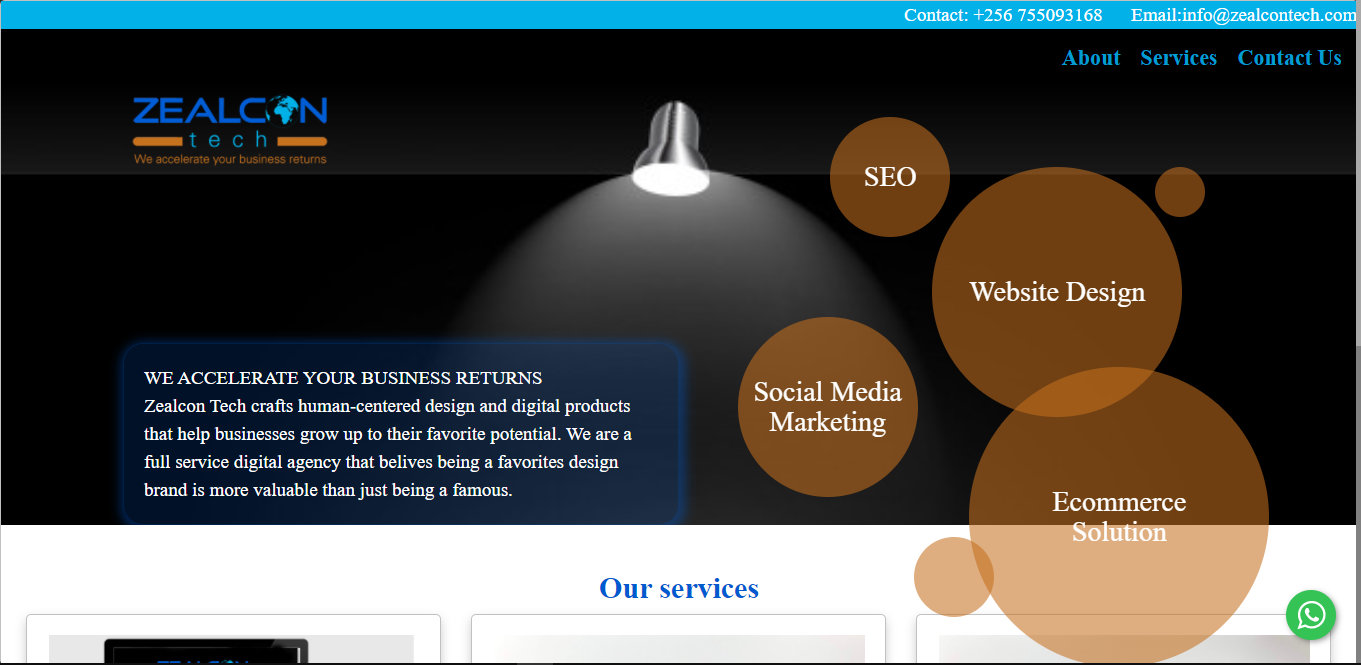 Contact: +256 755093168 Email:info@zealcontech.com
About Services Contact Us
ZEALCON
tech
We accelerate your business returns
SEO
Website Design
Social Media
Marketing
WE ACCELERATE YOUR BUSINESS RETURNS
Zealcon Tech crafts human-centered design and digital products
that help businesses grow up to their favorite potential. We are a
full service digital agency that belives being a favorites design
brand is more valuable than just being a famous.
Ecommerce
Solution
Our services
ZEALCON